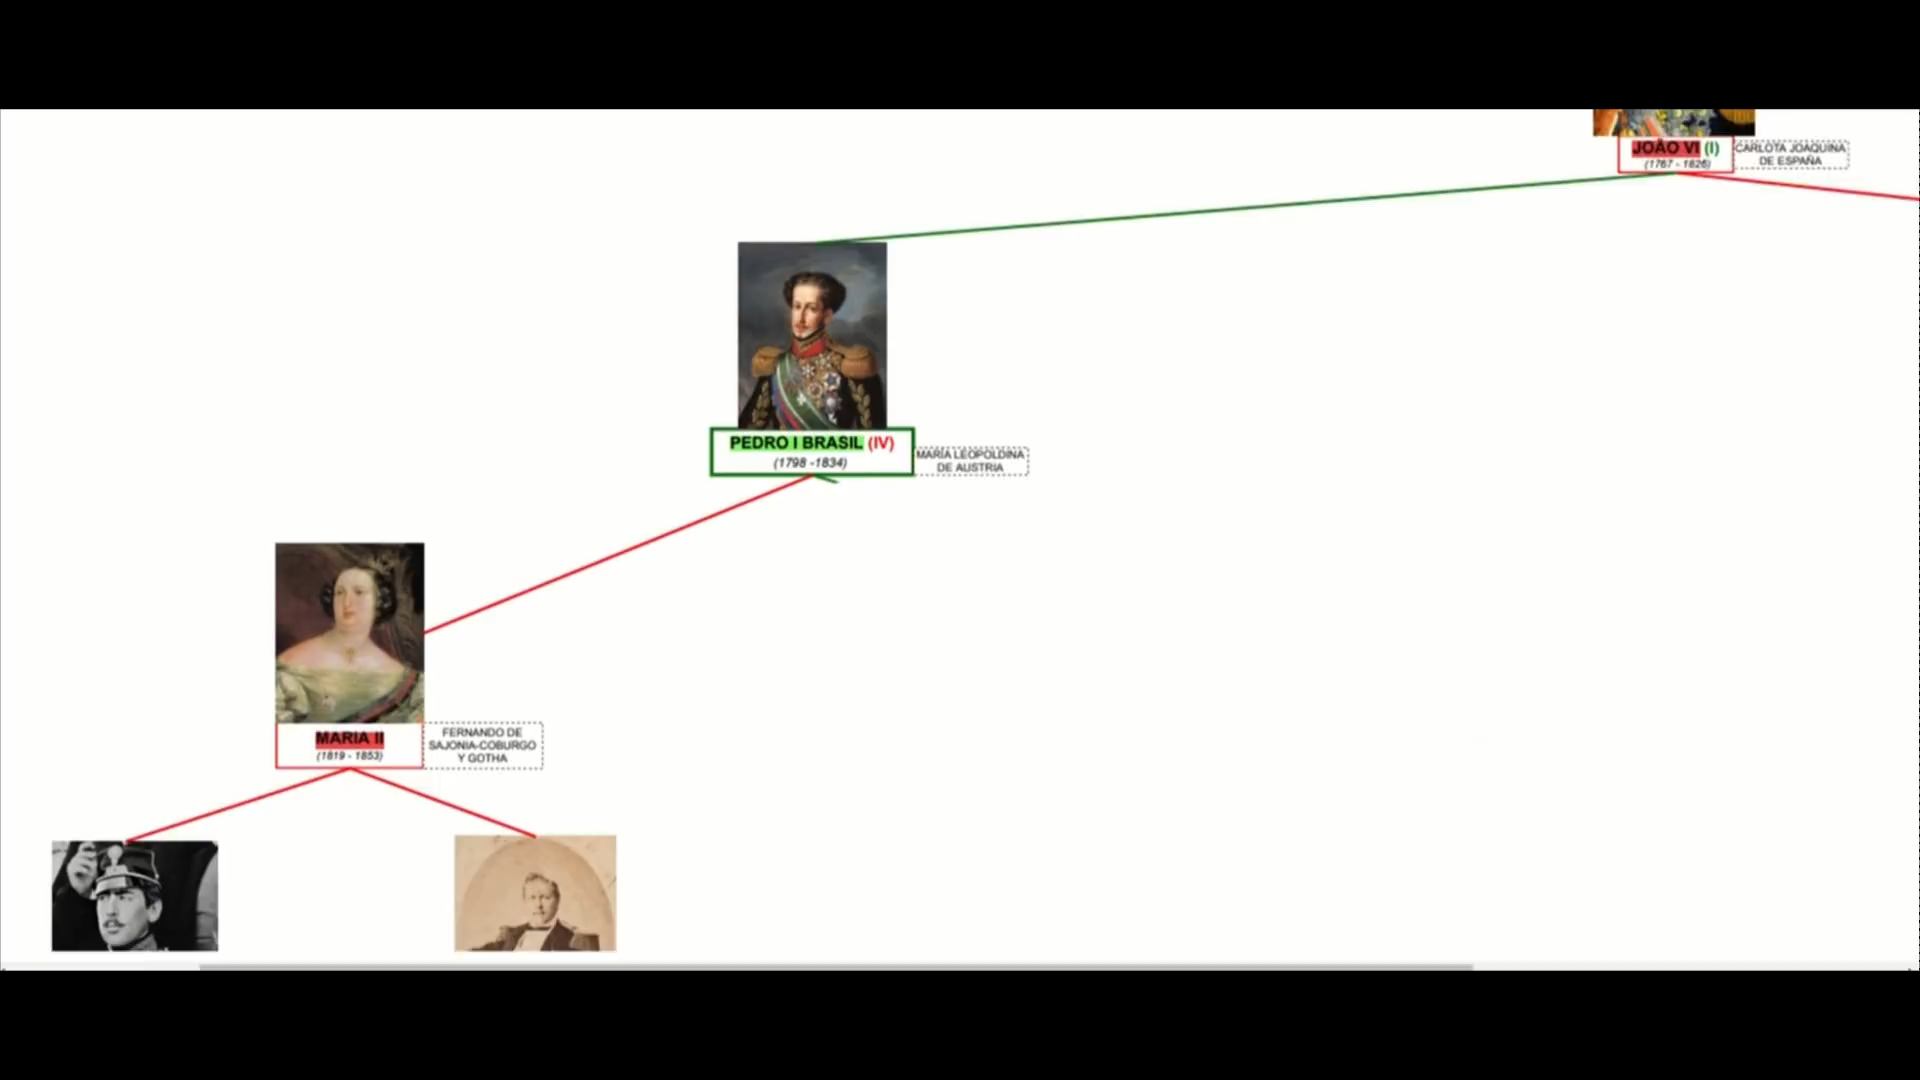 JOÃO VI (I)
(1767 - 1826)
CARLOTA JOAQUINA
DE ESPAÑA
PEDRO I BRASIL (IV)
(1798 -1834)
MARÍA LEOPOLDINA
DE AUSTRIA
MARIA II
(1819 - 1853)
FERNANDO DE
SAJONIA-COBURGO
Y GOTHA